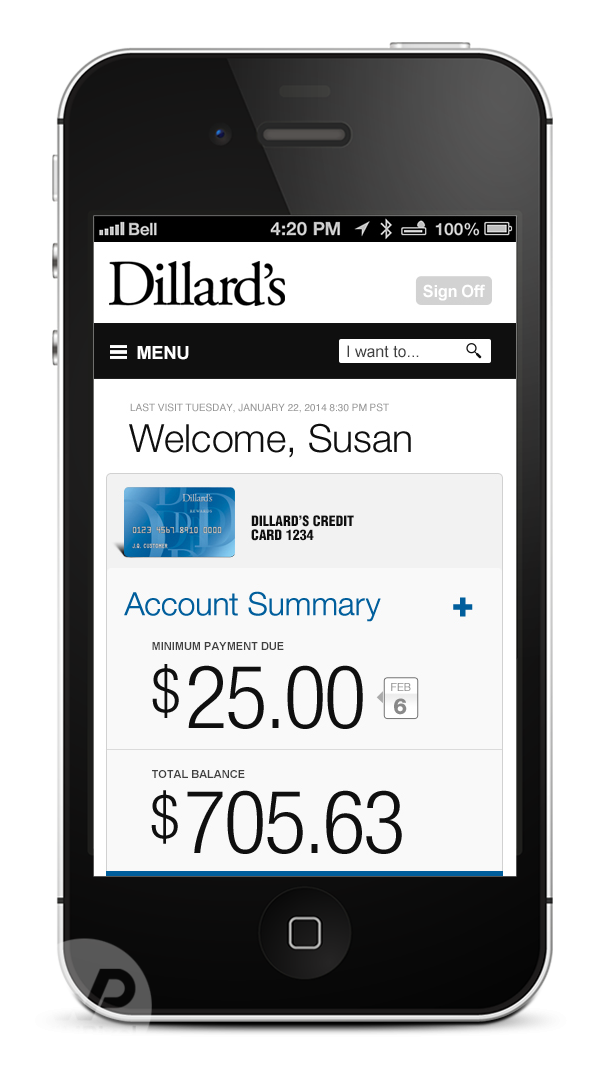 Bell 4:20 PM 100%
Dillard's
Sign Off
MENU
I want to...
LAST VISIT TUESDAY, JANUARY 22, 2014 8:30 PM PST
Welcome, Susan
Dillard's
REWARDS
0123 4567 8910 0000
J.Q. CUSTOMER
DILLARD'S CREDIT
CARD 1234
Account Summary
MINIMUM PAYMENT DUE
$25.00
FEB
6
TOTAL BALANCE
$705.63
P